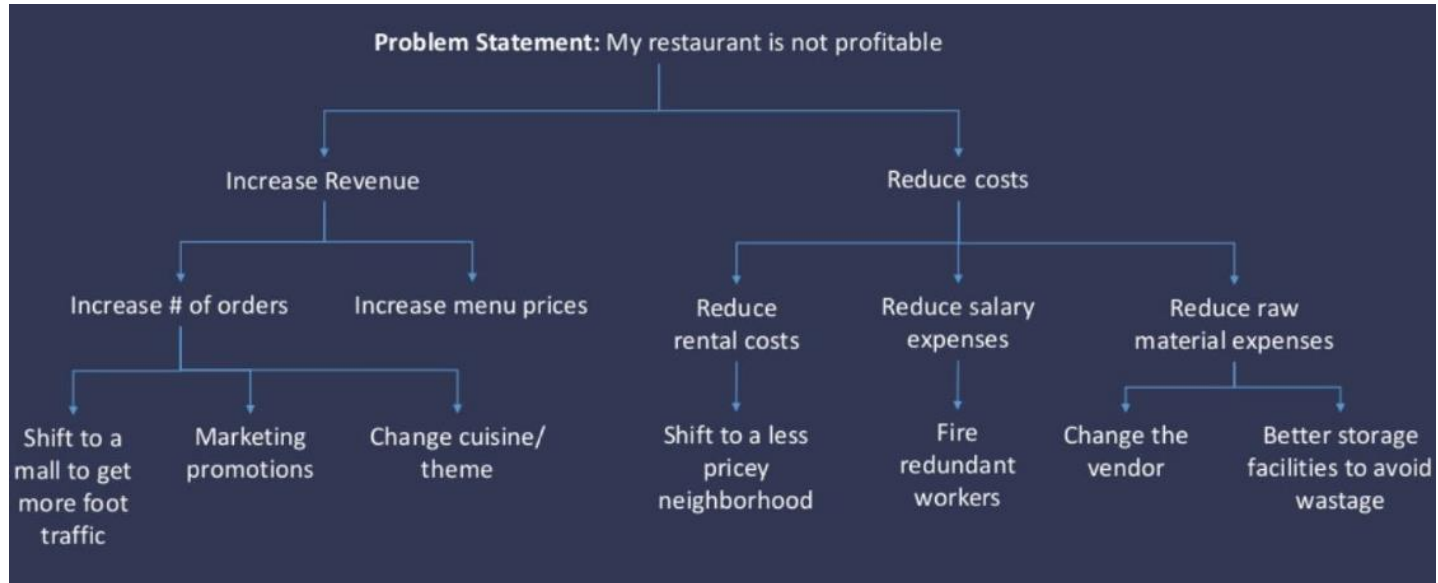 Problem Statement: My restaurant is not profitable
Increase Revenue
Reduce costs
Increase # of orders
Increase menu prices
Reduce
rental costs
Reduce salary
expenses
Reduce raw
material expenses
Shift to a
mall to get
more foot
traffic
Marketing
promotions
Change cuisine/
theme
Shift to a less
pricey
neighborhood
Fire
redundant
workers
Change the
vendor
Better storage
facilities to avoid
wastage